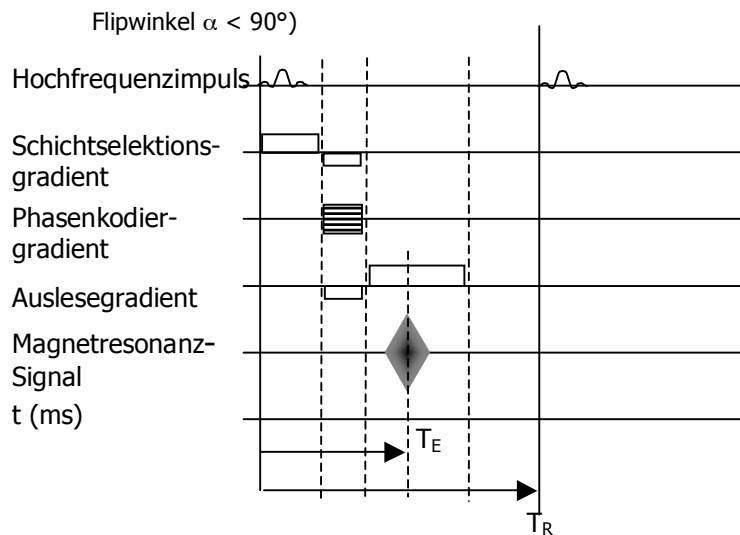 Flipwinkel α < 90°)
Hochfrequenzimpuls
Schichtselektions-
gradient
Phasenkodier-
gradient
Auslesegradient
Magnetresonanz-
Signal
t (ms)
TE
TR